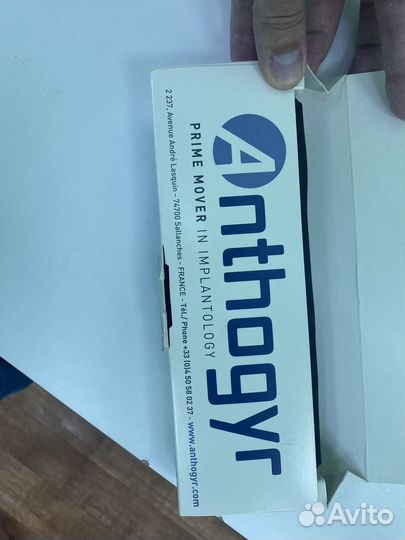 Anthogyr
PRIME MOVER IN IMPLANTOLOGY
2 237, Avenue André Lasquin - 74700 Sallanches - FRANCE - Tél./ Phone +33 (0)4 50 58 02 37 - www.anthogyr.com
Avito